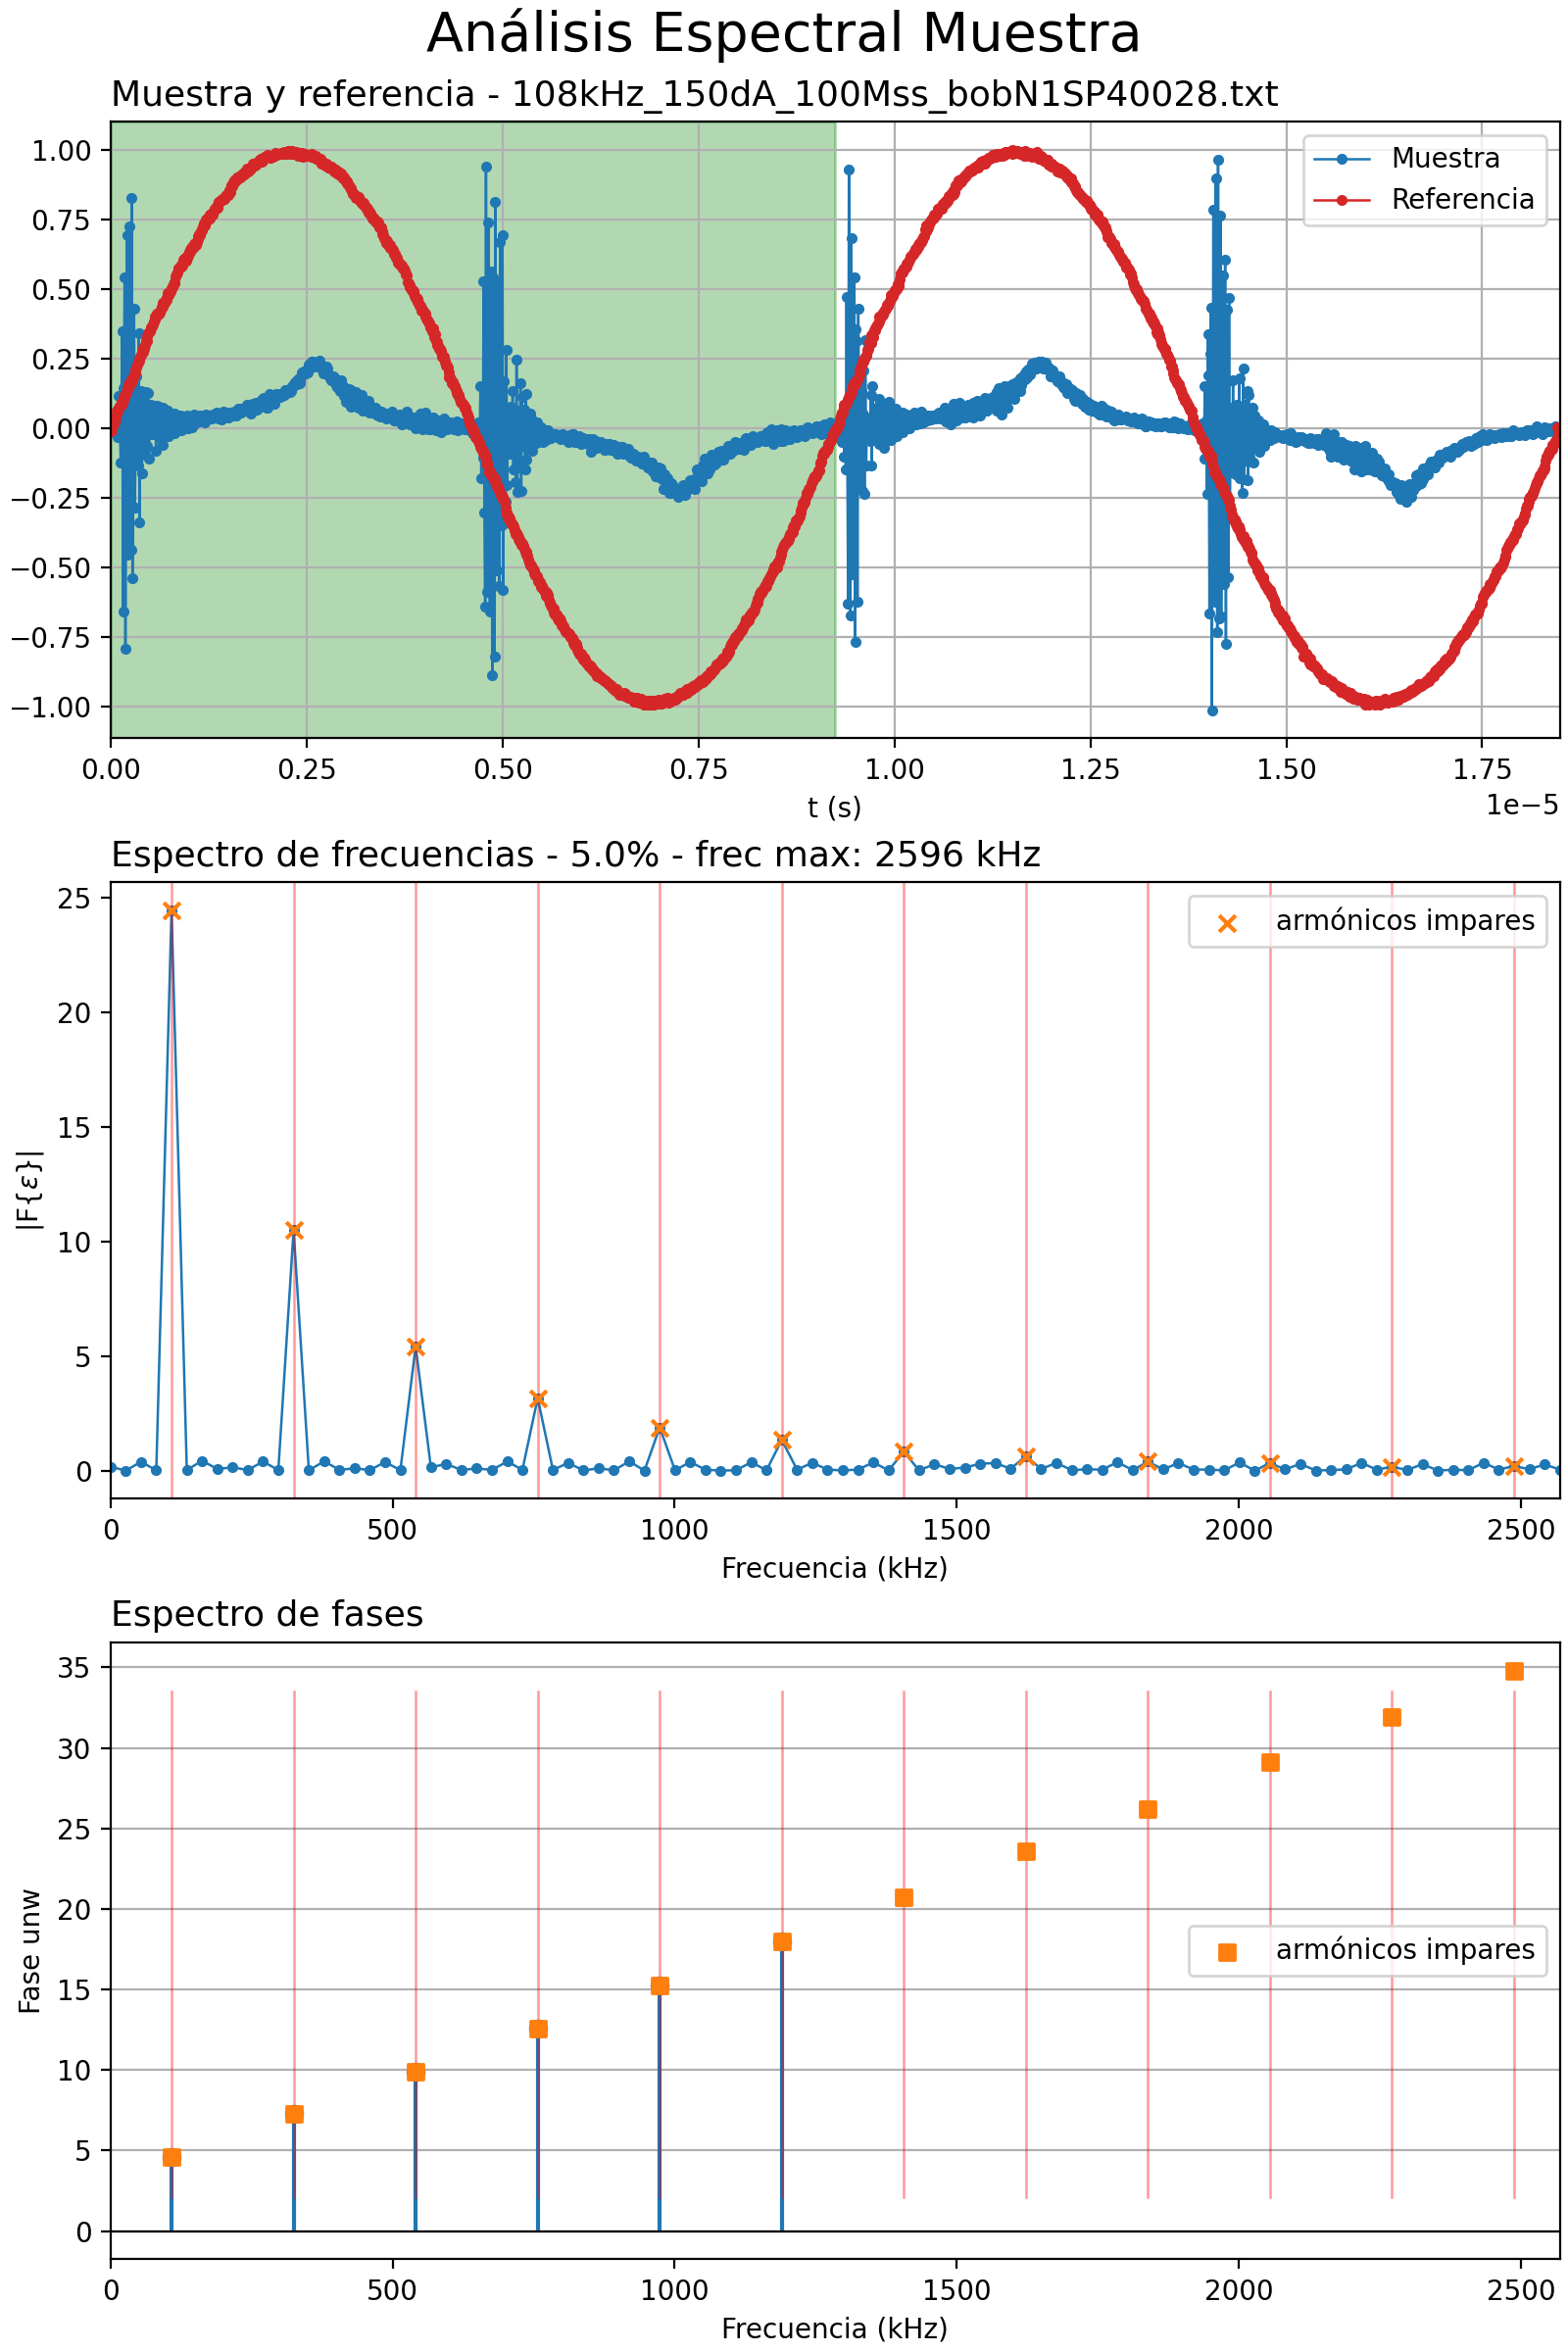 Análisis Espectral Muestra
Muestra y referencia - 108kHz_150dA_100Mss_bobN1SP40028.txt
1.00
0.75
0.50
0.25
0.00
−0.25
−0.50
−0.75
−1.00
Muestra
Referencia
0.00 0.25 0.50 0.75 1.00 1.25 1.50 1.75
1e−5
t (s)
Espectro de frecuencias - 5.0% - frec max: 2596 kHz
25
20
15
10
5
0
|F{ε}|
armónicos impares
0 500 1000 1500 2000 2500
Frecuencia (kHz)
Espectro de fases
35
30
25
20
15
10
5
0
Fase unw
armónicos impares
0 500 1000 1500 2000 2500
Frecuencia (kHz)